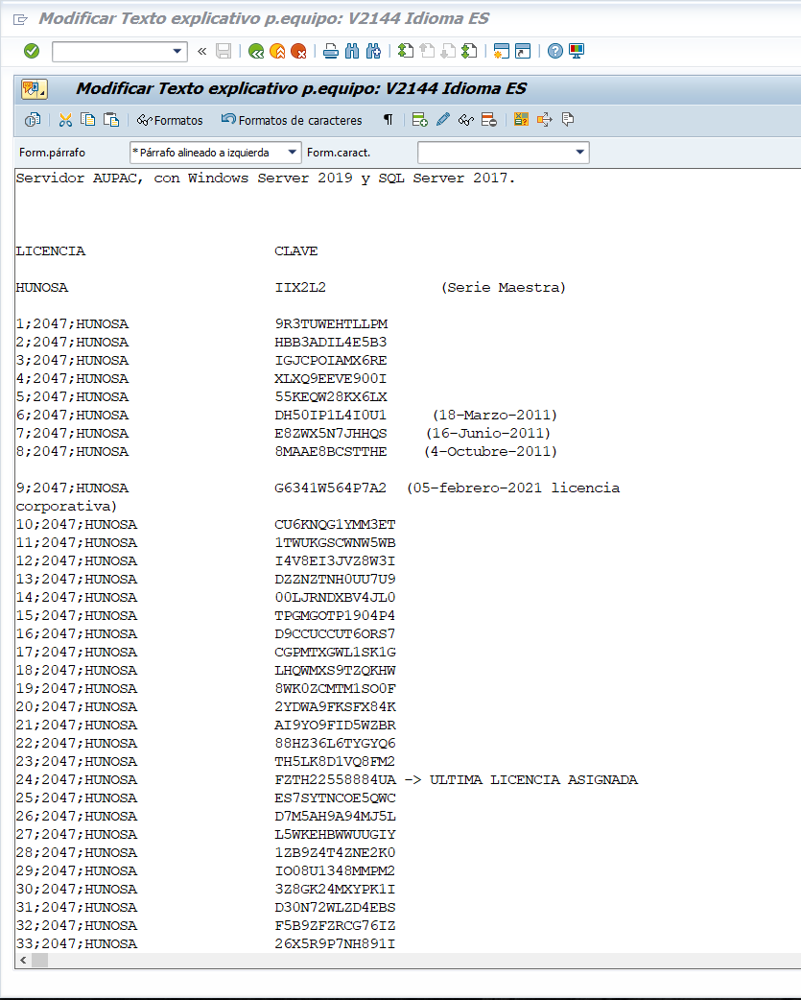 Modificar Texto explicativo p.equipo: V2144 Idioma ES
Modificar Texto explicativo p.equipo: V2144 Idioma ES
Formatos Formatos de caracteres
Form.párrafo * Párrafo alineado a izquierda Form.caract.
Servidor AUPAC, con Windows Server 2019 y SQL Server 2017.
LICENCIA CLAVE
HUNOSA IIX2L2 (Serie Maestra)
1;2047;HUNOSA 9R3TUWEHTLLPM
2;2047;HUNOSA HBB3ADIL4E5B3
3;2047;HUNOSA IGJCPOIAMX6RE
4;2047;HUNOSA XLXQ9EEVE900I
5;2047;HUNOSA 55KEQW28KX6LX
6;2047;HUNOSA DH50IP1L4I0U1 (18-Marzo-2011)
7;2047;HUNOSA E8ZWX5N7JHHQS (16-Junio-2011)
8;2047;HUNOSA 8MAAE8BCSTTHE (4-Octubre-2011)
9;2047;HUNOSA G6341W564P7A2 (05-febrero-2021 licencia
corporativa)
10;2047;HUNOSA CU6KNQG1YMM3ET
11;2047;HUNOSA 1TWUKGSCWNW5WB
12;2047;HUNOSA I4V8EI3JVZ8W3I
13;2047;HUNOSA DZZNZTNH0UU7U9
14;2047;HUNOSA 00LJRNDXBV4JL0
15;2047;HUNOSA TPGMGOTP1904P4
16;2047;HUNOSA D9CCUCCUT6ORS7
17;2047;HUNOSA CGPMTXGWL1SK1G
18;2047;HUNOSA LHQWMXS9TZQKHW
19;2047;HUNOSA 8WK0ZCMTM1SO0F
20;2047;HUNOSA 2YDWA9FKSFX84K
21;2047;HUNOSA AI9YO9FID5WZBR
22;2047;HUNOSA 88HZ36L6TYGYQ6
23;2047;HUNOSA TH5LK8D1VQ8FM2
24;2047;HUNOSA FZTH22558884UA -> ULTIMA LICENCIA ASIGNADA
25;2047;HUNOSA ES7SYTNCOE5QWC
26;2047;HUNOSA D7M5AH9A94MJ5L
27;2047;HUNOSA L5WKEHBWWUUGIY
28;2047;HUNOSA 1ZB9Z4T4ZNE2K0
29;2047;HUNOSA IO08U1348MMPM2
30;2047;HUNOSA 3Z8GK24MXYPK1I
31;2047;HUNOSA D30N72WLZD4EBS
32;2047;HUNOSA F5B9ZFZRCG76IZ
33;2047;HUNOSA 26X5R9P7NH891I